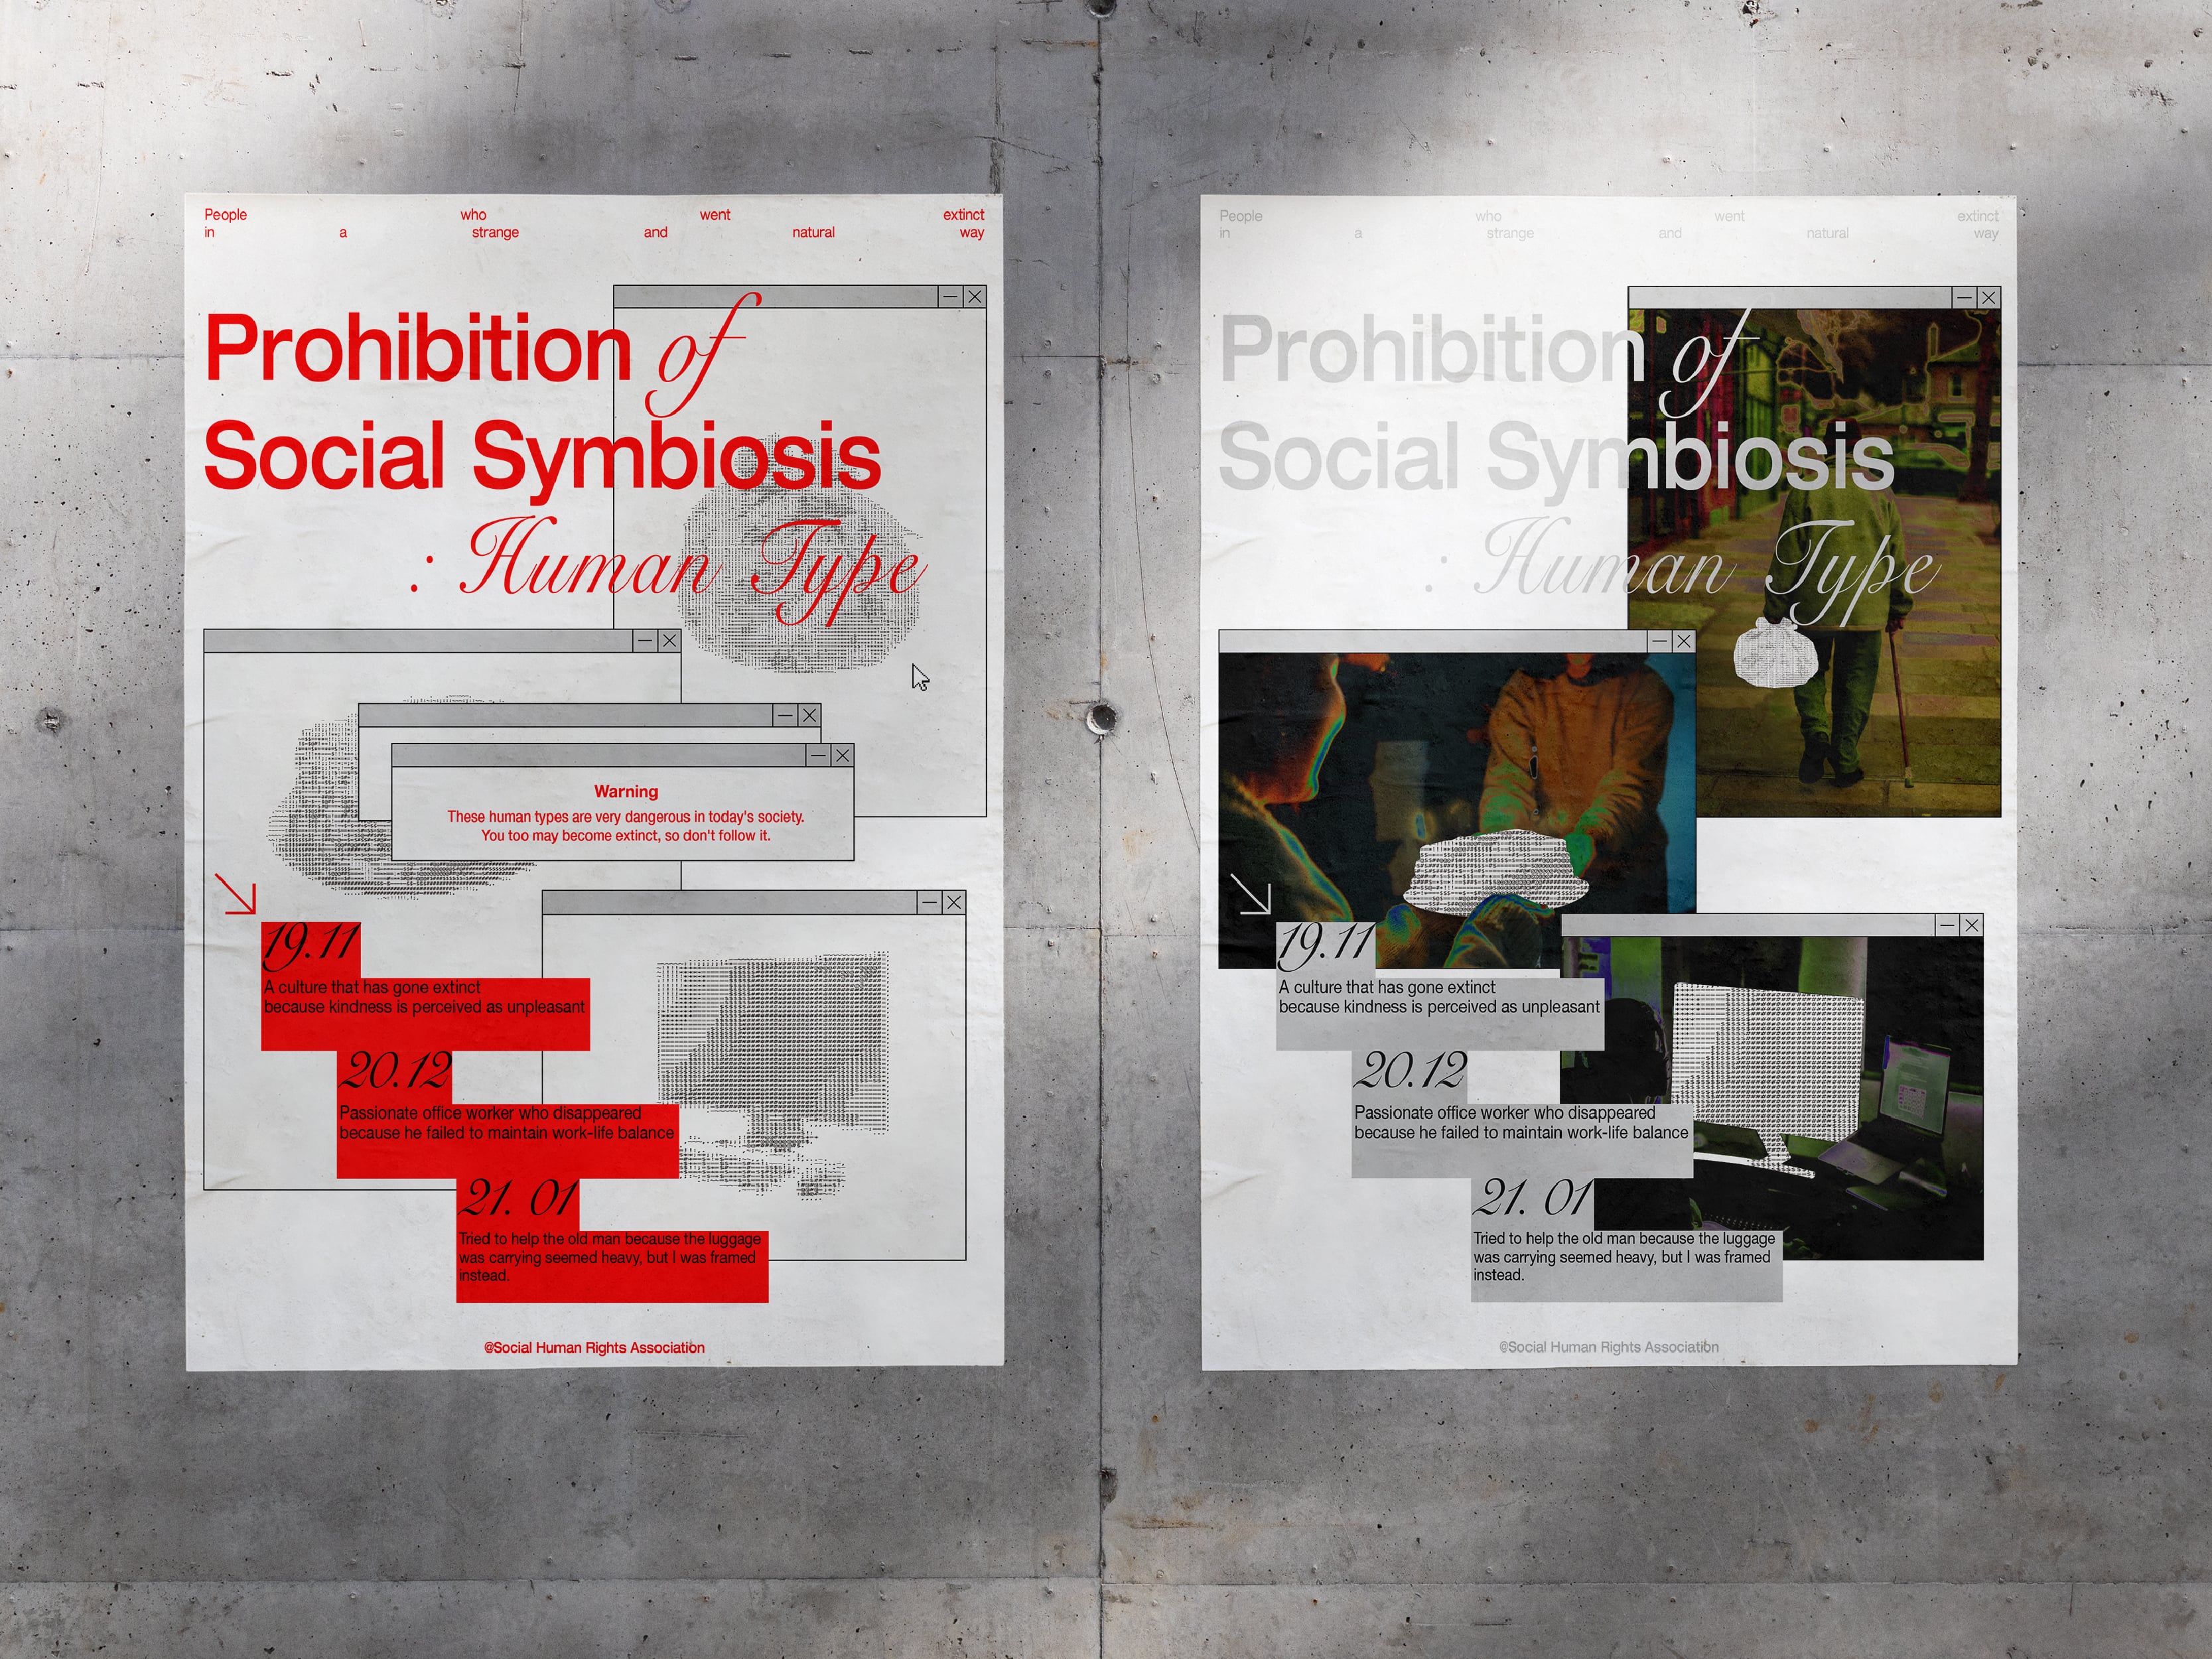 People who went extinct
in a strange and natural way
Prohibition of
Social Symbiosis
: Human Type
Warning
These human types are very dangerous in today's society.
You too may become extinct, so don't follow it.
19.11
A culture that has gone extinct
because kindness is perceived as unpleasant
20.12
Passionate office worker who disappeared
because he failed to maintain work-life balance
21. 01
Tried to help the old man because the luggage
was carrying seemed heavy, but I was framed
instead.
@Social Human Rights Association
People who went extinct
in a strange and natural way
Prohibition of
Social Symbiosis
: Human Type
19.11
A culture that has gone extinct
because kindness is perceived as unpleasant
20.12
Passionate office worker who disappeared
because he failed to maintain work-life balance
21. 01
Tried to help the old man because the luggage
was carrying seemed heavy, but I was framed
instead.
@Social Human Rights Association